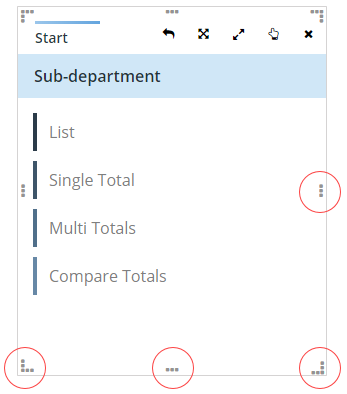 Start
Sub-department
List
Single Total
Multi Totals
Compare Totals